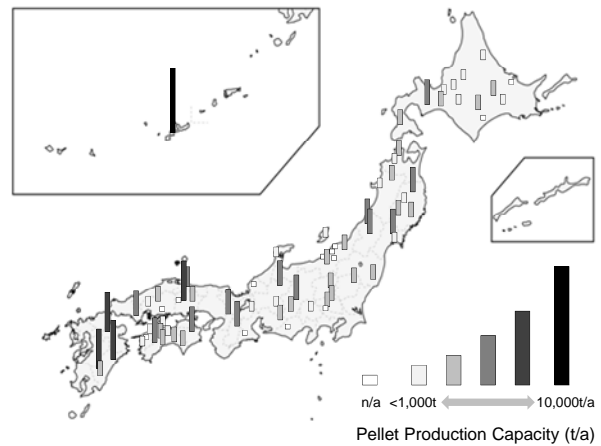 n/a <1,000t 10,000t/a
Pellet Production Capacity (t/a)